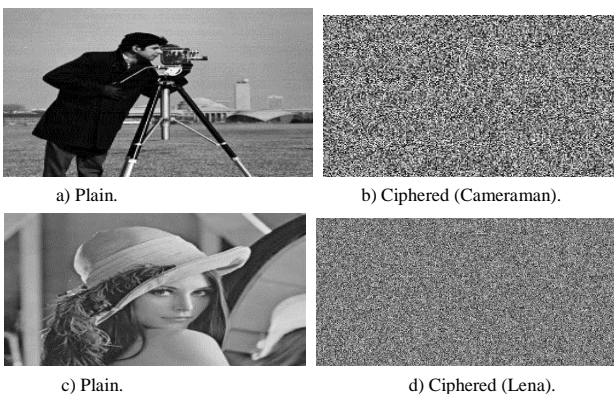 a) Plain.
b) Ciphered (Cameraman).
c) Plain.
d) Ciphered (Lena).